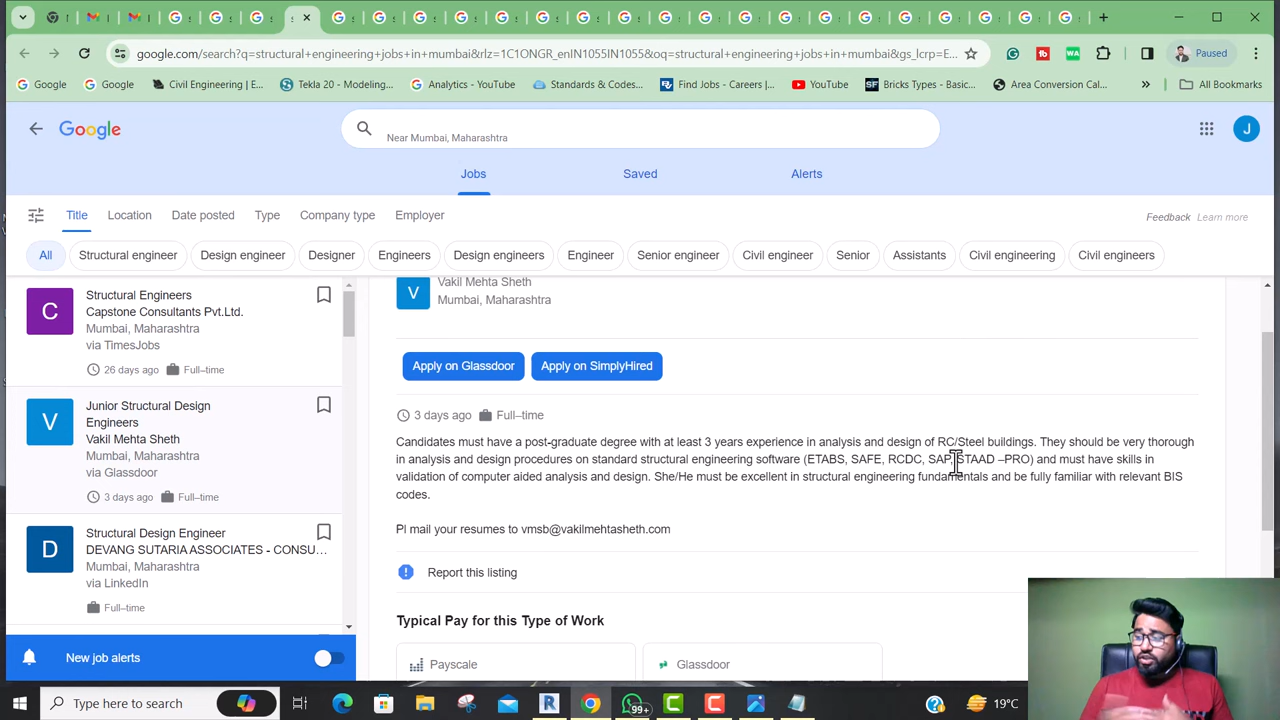 Paused
google.com/search?q=structural+engineering+jobs+in+mumbai&rlz=1C1ONGR_enIN1055IN1055&oq=structural+engineering+jobs+in+mumbai&gs_lcrp=E...
Google
Google
Civil Engineering | E...
Tekla 20 - Modeling...
Analytics - YouTube
Standards & Codes...
Find Jobs - Careers |...
YouTube
Bricks Types - Basic...
Area Conversion Cal...
»
All Bookmarks
Google
Near Mumbai, Maharashtra
J
Jobs
Saved
Alerts
Title
Location
Date posted
Type
Company type
Employer
Feedback
Learn more
All
Structural engineer
Design engineer
Designer
Engineers
Design engineers
Engineer
Senior engineer
Civil engineer
Senior
Assistants
Civil engineering
Civil engineers
C
Structural Engineers
Capstone Consultants Pvt.Ltd.
Mumbai, Maharashtra
via TimesJobs
26 days ago
Full–time
V
Junior Structural Design
Engineers
Vakil Mehta Sheth
Mumbai, Maharashtra
via Glassdoor
3 days ago
Full–time
D
Structural Design Engineer
DEVANG SUTARIA ASSOCIATES - CONSU...
Mumbai, Maharashtra
via LinkedIn
Full–time
New job alerts
V
Vakil Mehta Sheth
Mumbai, Maharashtra
Apply on Glassdoor
Apply on SimplyHired
3 days ago
Full–time
Candidates must have a post-graduate degree with at least 3 years experience in analysis and design of RC/Steel buildings. They should be very thorough
in analysis and design procedures on standard structural engineering software (ETABS, SAFE, RCDC, SAP, STAAD –PRO) and must have skills in
validation of computer aided analysis and design. She/He must be excellent in structural engineering fundamentals and be fully familiar with relevant BIS
codes.
Pl mail your resumes to vmsb@vakilmehtasheth.com
Report this listing
Typical Pay for this Type of Work
Payscale
Glassdoor
Type here to search
99+
19°C